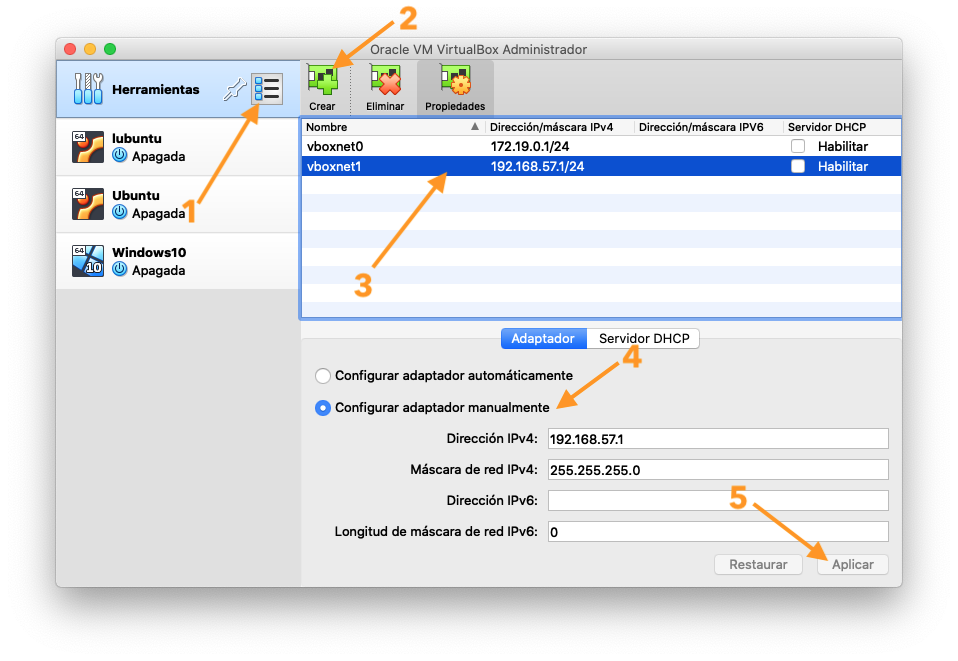 2
Oracle VM VirtualBox Administrador
Herramientas
Crear
Eliminar
Propiedades
1
64
lubuntu
Apagada
64
Ubuntu
Apagada
64
10
Windows10
Apagada
Nombre Dirección/máscara IPv4 Dirección/máscara IPV6 Servidor DHCP
vboxnet0 172.19.0.1/24 Habilitar
vboxnet1 192.168.57.1/24 Habilitar
3
Adaptador Servidor DHCP
4
Configurar adaptador automáticamente
Configurar adaptador manualmente
Dirección IPv4: 192.168.57.1
Máscara de red IPv4: 255.255.255.0
Dirección IPv6:
Longitud de máscara de red IPv6: 0
5
Restaurar Aplicar